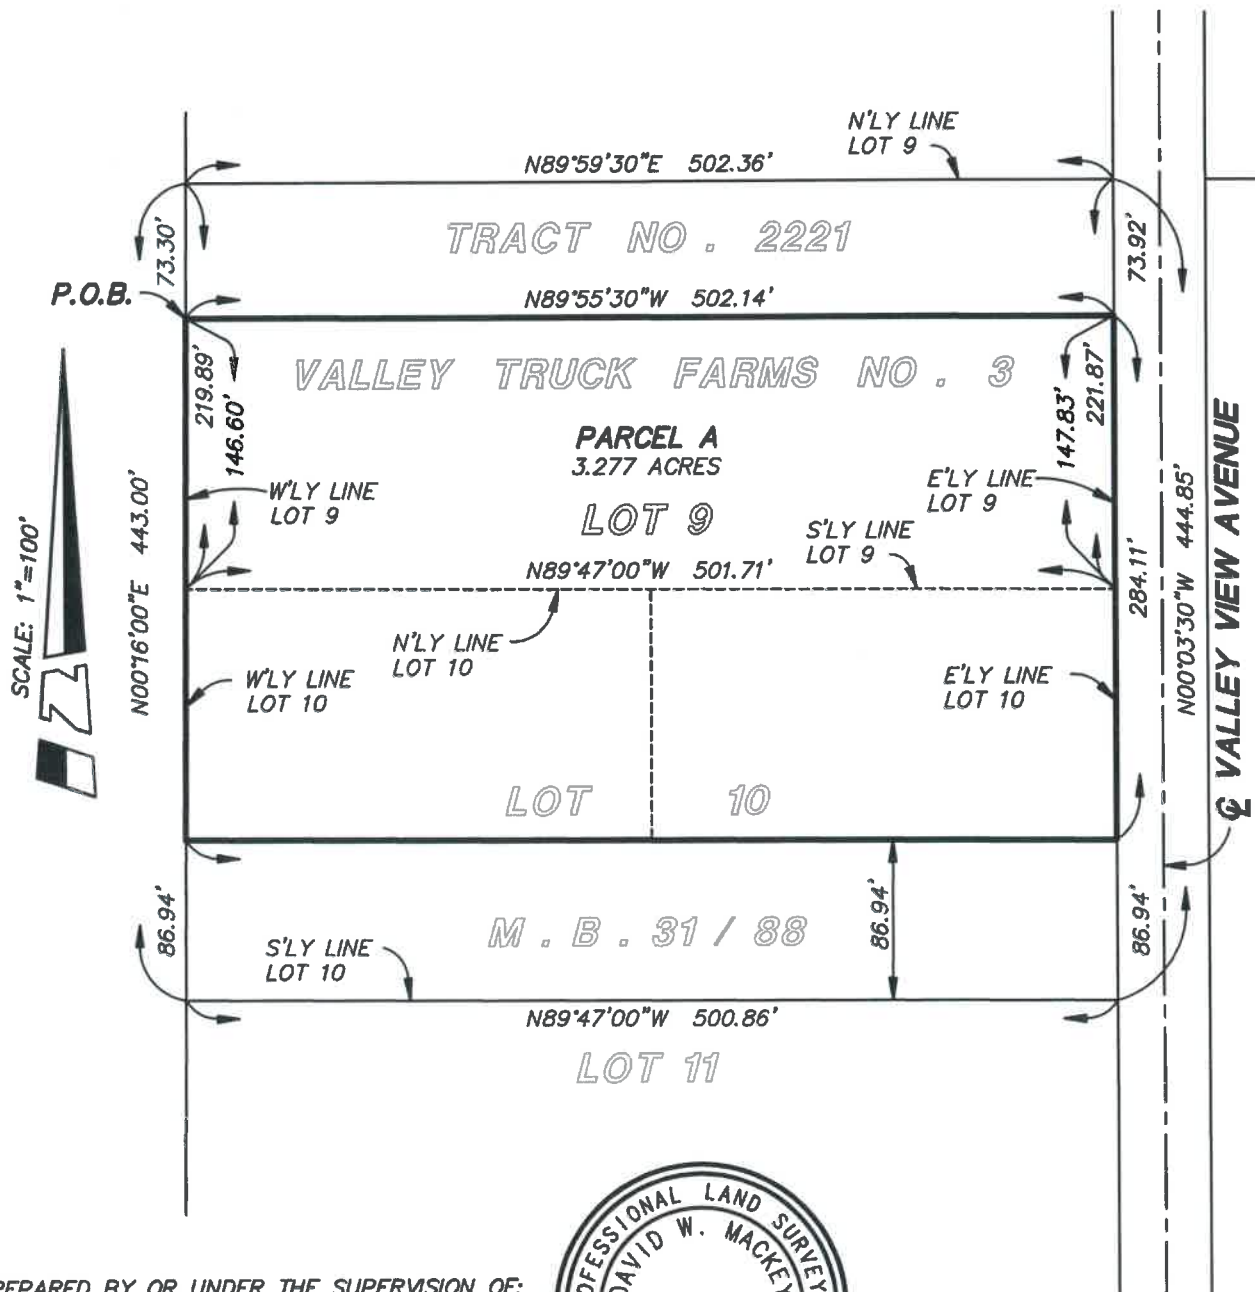 N'LY LINE
LOT 9
N89°59'30"E 502.36'
TRACT NO. 2221
73.30'
73.92'
P.O.B.
N89°55'30"W 502.14'
VALLEY TRUCK FARMS NO. 3
219.89'
146.60'
147.83'
221.87'
PARCEL A
3.277 ACRES
W'LY LINE
LOT 9
E'LY LINE
LOT 9
LOT 9
S'LY LINE
LOT 9
N89°47'00"W 501.71'
SCALE: 1"=100'
N
N00°16'00"E 443.00'
284.11'
N00°03'30"W 444.85'
℄ VALLEY VIEW AVENUE
N'LY LINE
LOT 10
W'LY LINE
LOT 10
E'LY LINE
LOT 10
LOT 10
86.94'
86.94'
86.94'
M.B. 31/88
S'LY LINE
LOT 10
N89°47'00"W 500.86'
LOT 11
OFESSIONAL LAND SURVEY
DAVID W. MACKEY
EPARED BY OR UNDER THE SUPERVISION OF: